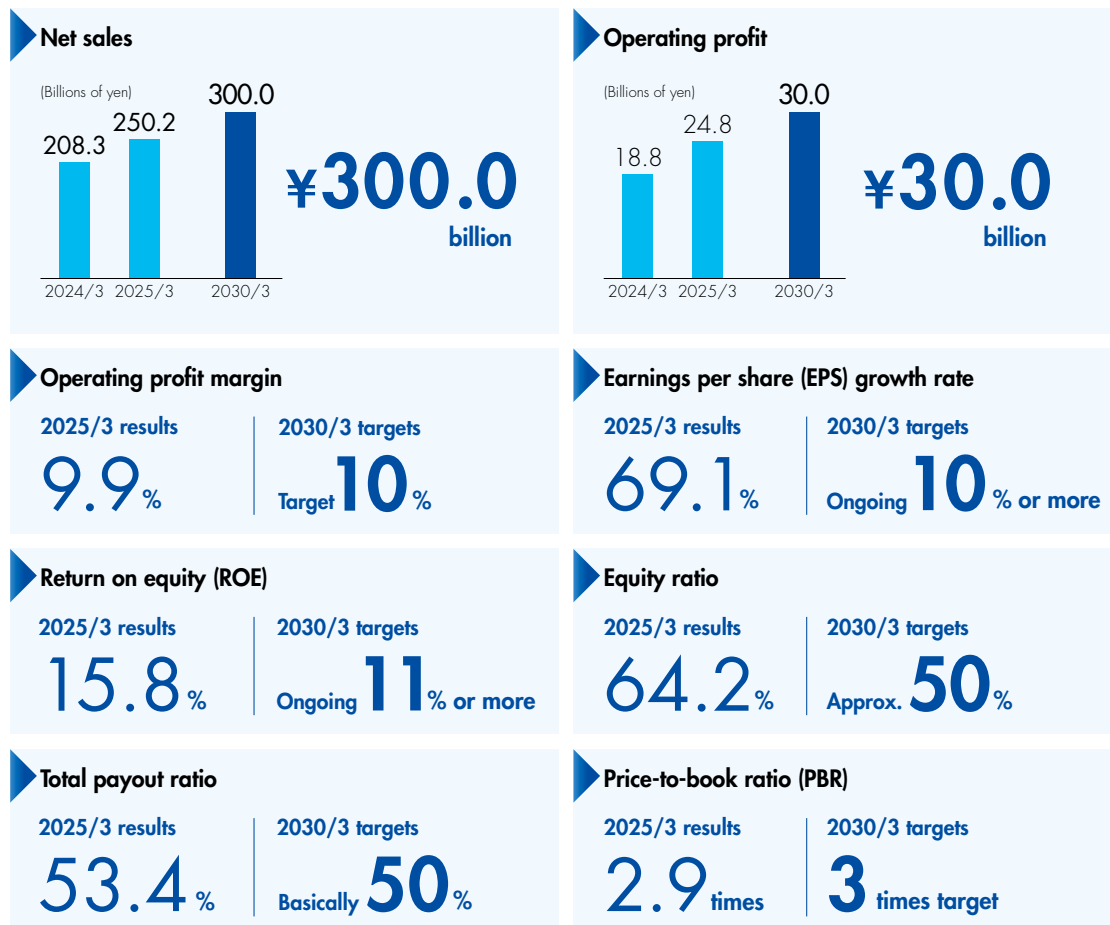 Net sales
(Billions of yen)
208.3
250.2
300.0
2024/3
2025/3
2030/3
¥300.0
billion
Operating profit
(Billions of yen)
18.8
24.8
30.0
2024/3
2025/3
2030/3
¥30.0
billion
Operating profit margin
2025/3 results
9.9%
2030/3 targets
Target 10%
Earnings per share (EPS) growth rate
2025/3 results
69.1%
2030/3 targets
Ongoing 10% or more
Return on equity (ROE)
2025/3 results
15.8%
2030/3 targets
Ongoing 11% or more
Equity ratio
2025/3 results
64.2%
2030/3 targets
Approx. 50%
Total payout ratio
2025/3 results
53.4%
2030/3 targets
Basically 50%
Price-to-book ratio (PBR)
2025/3 results
2.9 times
2030/3 targets
3 times target